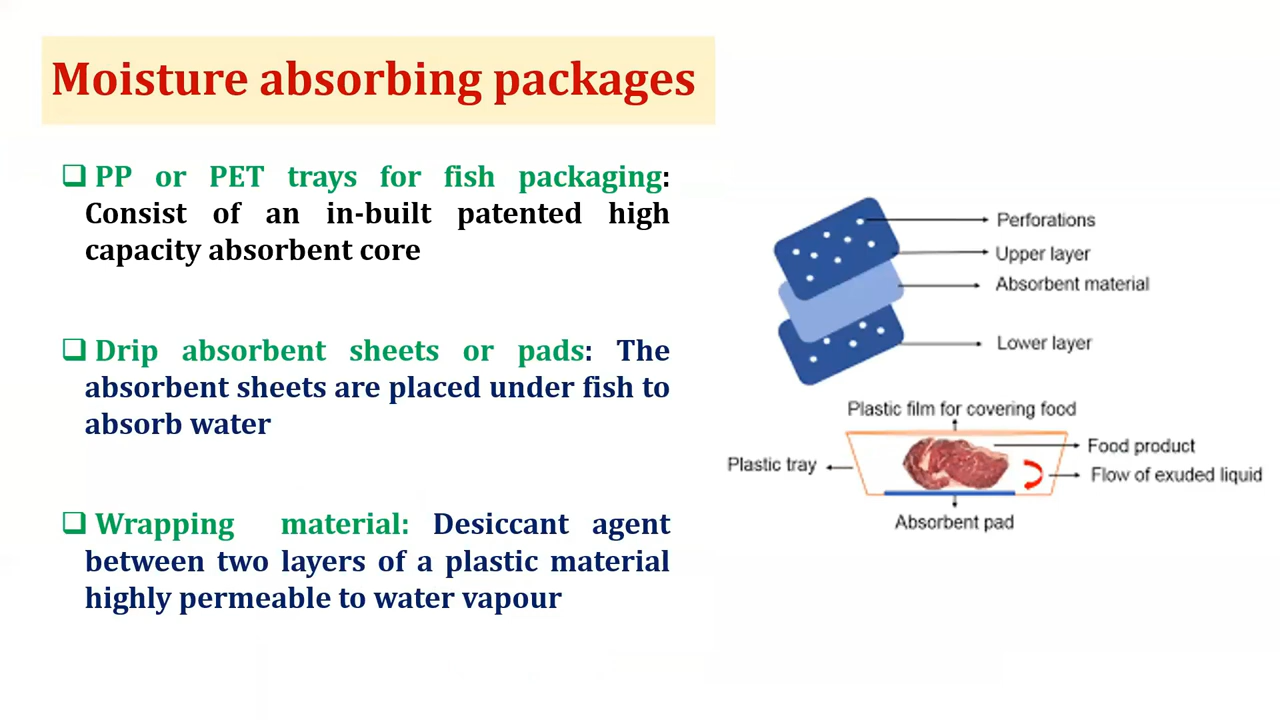 Moisture absorbing packages
❑ PP or PET trays for fish packaging:
Consist of an in-built patented high
capacity absorbent core
❑ Drip absorbent sheets or pads: The
absorbent sheets are placed under fish to
absorb water
❑ Wrapping material: Desiccant agent
between two layers of a plastic material
highly permeable to water vapour
Perforations
Upper layer
Absorbent material
Lower layer
Plastic film for covering food
Food product
Plastic tray
Flow of exuded liquid
Absorbent pad